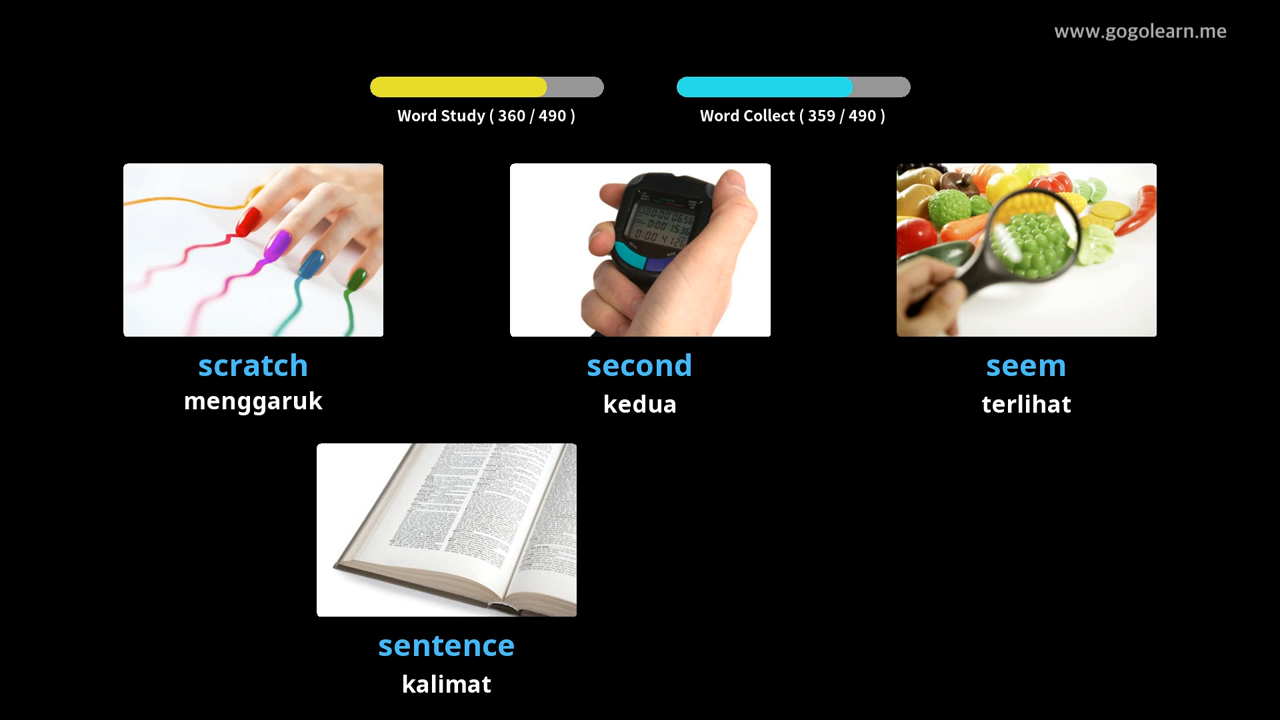 www.gogolearn.me
Word Study ( 360 / 490 )
Word Collect ( 359 / 490 )
scratch
menggaruk
second
kedua
seem
terlihat
sentence
kalimat